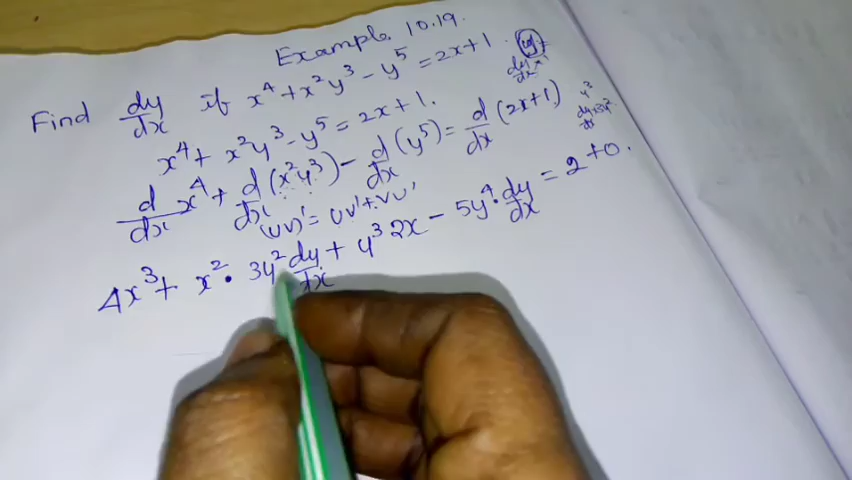 Example 10.19.
Find dy/dx if x⁴ + x²y³ - y⁵ = 2x+1.
x⁴ + x²y³ - y⁵ = 2x+1.
d/dx x⁴ + d/dx (x²y³) - d/dx (y⁵) = d/dx (2x+1)
(uv)' = uv' + vu'
4x³ + x² · 3y² dy/dx + y³ 2x - 5y⁴ · dy/dx = 2+0.